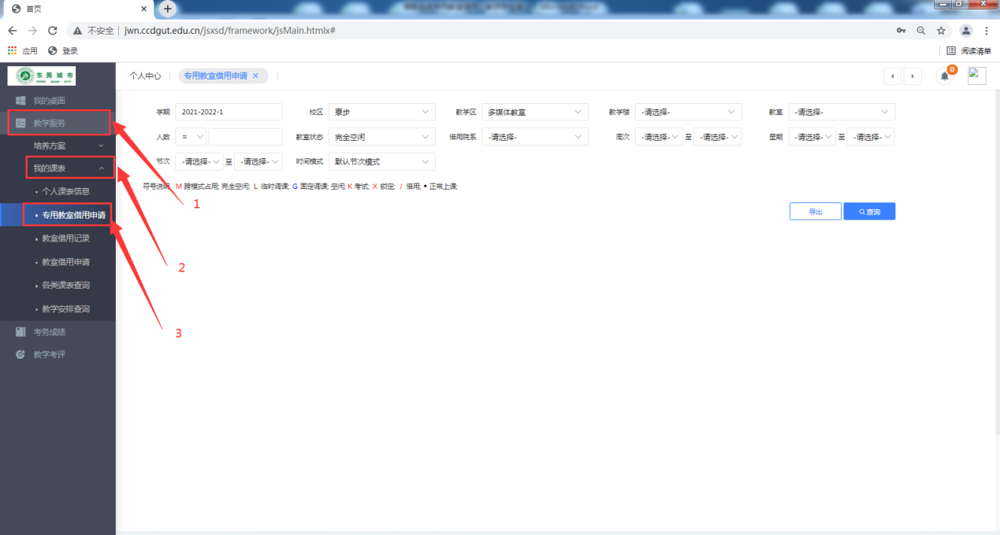 首页
不安全 jwn.ccdgut.edu.cn/jsxsd/framework/jsMain.htmlx#
应用 登录 阅读清单
东莞城市
DONG GUAN CITY
个人中心 专用教室借用申请 0
我的桌面
教学服务
培养方案
我的课表
个人课表信息
专用教室借用申请
教室借用记录
教室借用申请
各类课表查询
教学安排查询
考务成绩
教学考评
学期 2021-2022-1 校区 寮步 教学区 多媒体教室 教学楼 -请选择- 教室 -请选择-
人数 = 教室状态 完全空闲 借用院系 -请选择- 周次 -请选择- 至 -请选择- 星期 -请选择- 至 -请选择-
节次 -请选择- 至 -请选择- 时间模式 默认节次模式
符号说明 M 跨模式占用; 完全空闲; L 临时调课; G 固定调课; 空闲; K 考试; X 锁定; J 借用; ◆ 正常上课;
导出 查询
1
2
3